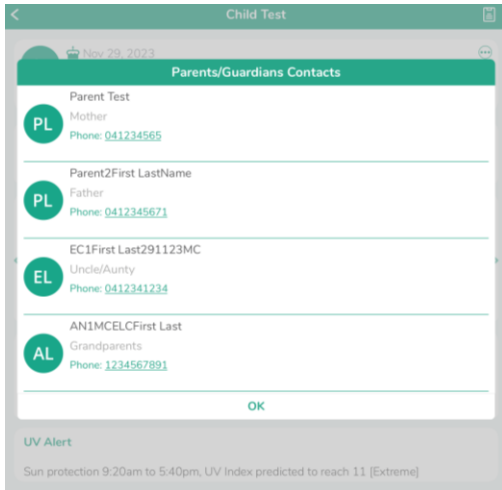 Child Test
Nov 29, 2023
Parents/Guardians Contacts
PL
Parent Test
Mother
Phone: 041234565
PL
Parent2First LastName
Father
Phone: 0412345671
EL
EC1First Last291123MC
Uncle/Aunty
Phone: 0412341234
AL
AN1MCELCFirst Last
Grandparents
Phone: 1234567891
OK
UV Alert
Sun protection 9:20am to 5:40pm, UV Index predicted to reach 11 [Extreme]